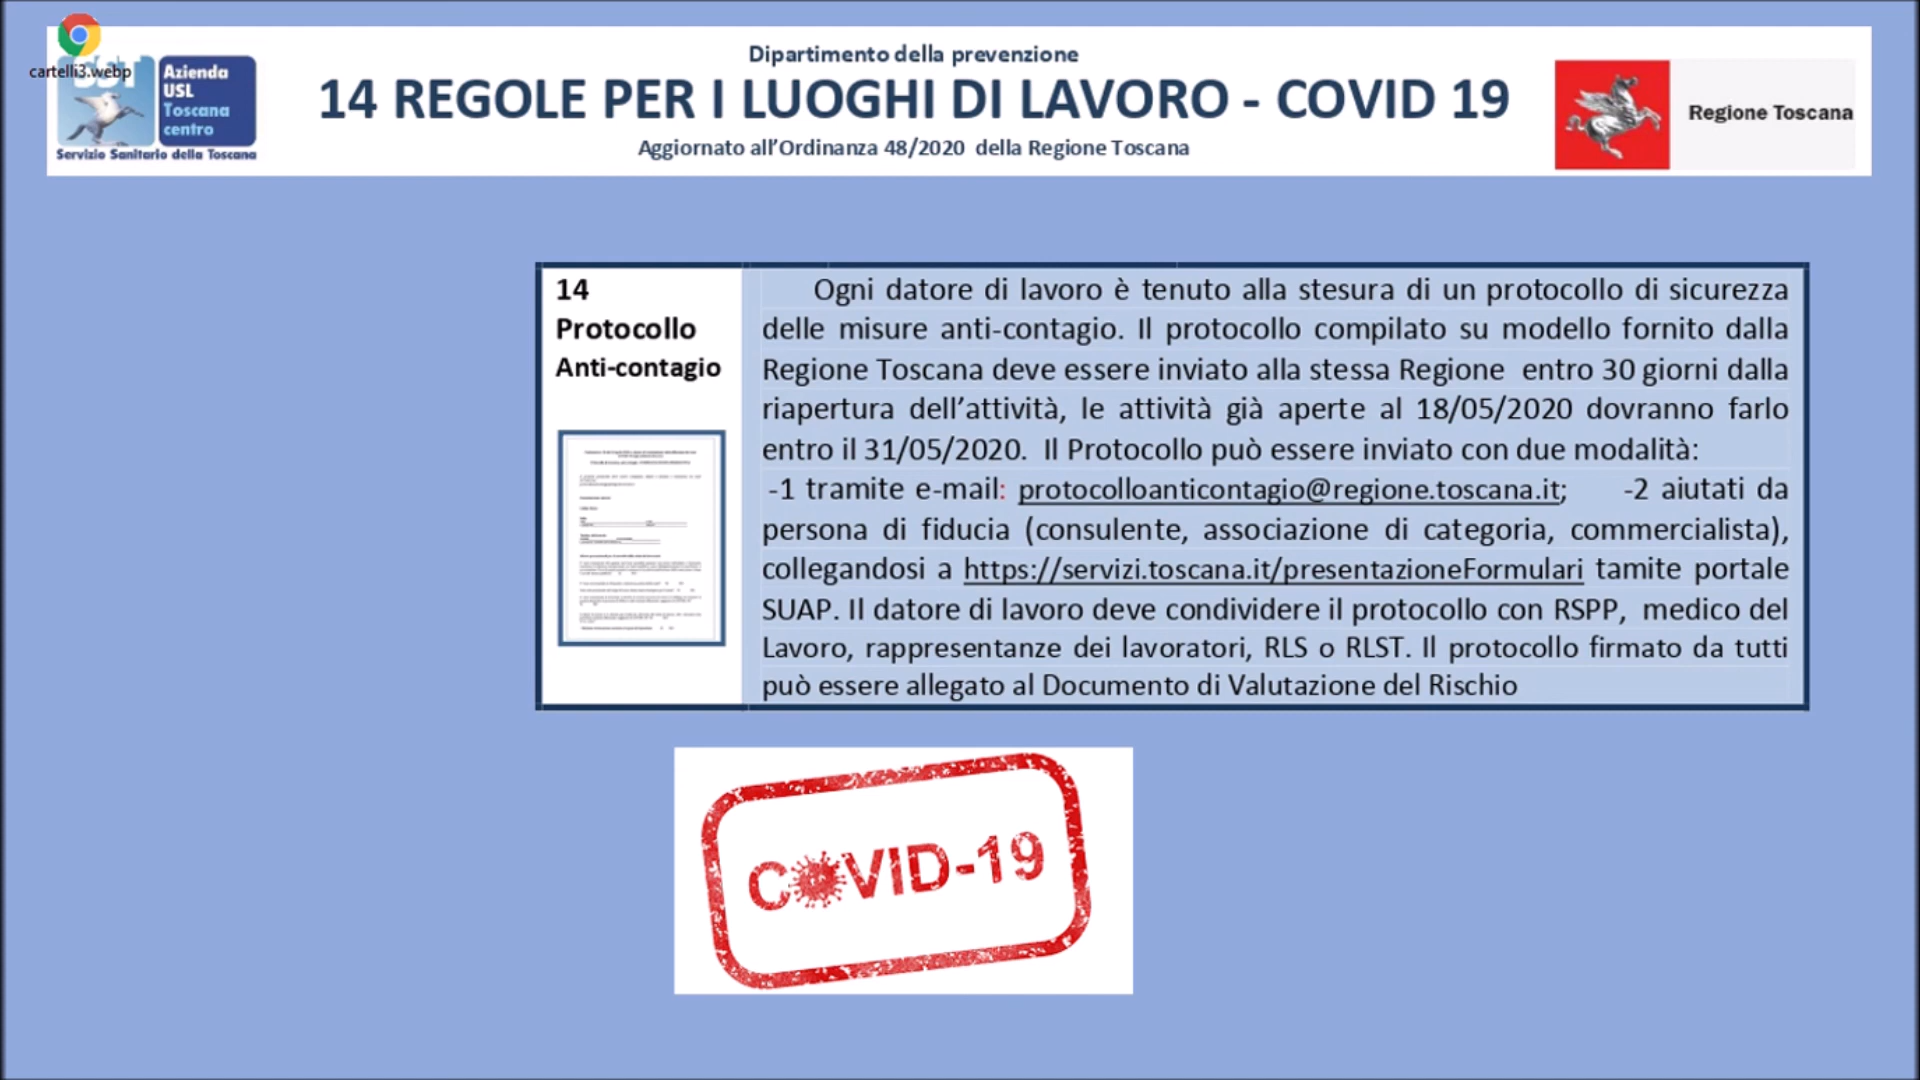 cartelli3.webp
SST
Azienda
USL
Toscana
centro
Servizio Sanitario della Toscana
Dipartimento della prevenzione
14 REGOLE PER I LUOGHI DI LAVORO - COVID 19
Aggiornato all’Ordinanza 48/2020 della Regione Toscana
Regione Toscana
14
Protocollo
Anti-contagio
Ogni datore di lavoro è tenuto alla stesura di un protocollo di sicurezza
delle misure anti-contagio. Il protocollo compilato su modello fornito dalla
Regione Toscana deve essere inviato alla stessa Regione entro 30 giorni dalla
riapertura dell’attività, le attività già aperte al 18/05/2020 dovranno farlo
entro il 31/05/2020. Il Protocollo può essere inviato con due modalità:
-1 tramite e-mail: protocolloanticontagio@regione.toscana.it; -2 aiutati da
persona di fiducia (consulente, associazione di categoria, commercialista),
collegandosi a https://servizi.toscana.it/presentazioneFormulari tamite portale
SUAP. Il datore di lavoro deve condividere il protocollo con RSPP, medico del
Lavoro, rappresentanze dei lavoratori, RLS o RLST. Il protocollo firmato da tutti
può essere allegato al Documento di Valutazione del Rischio
COVID-19